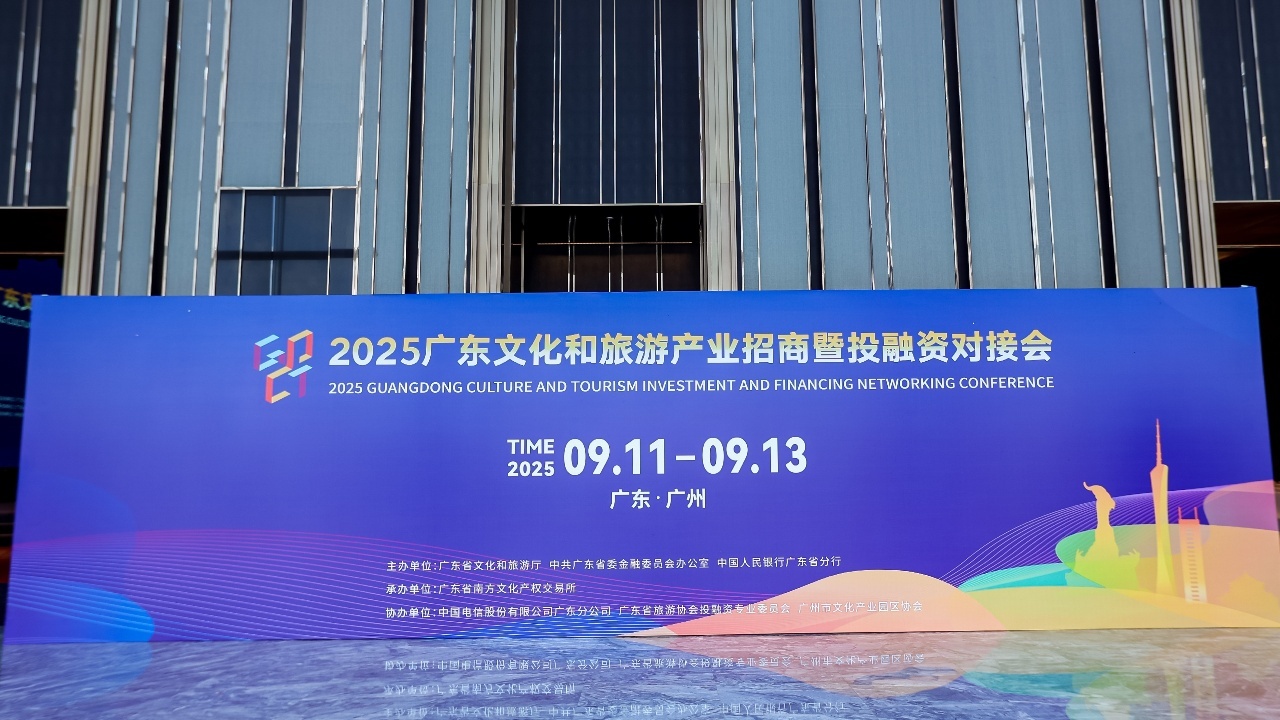 2025广东文化和旅游产业招商暨投融资对接会
2025 GUANGDONG CULTURE AND TOURISM INVESTMENT AND FINANCING NETWORKING CONFERENCE
TIME 2025 09.11-09.13
广东·广州
主办单位:广东省文化和旅游厅 中共广东省委金融委员会办公室 中国人民银行广东省分行
承办单位:广东省南方文化产权交易所
协办单位:中国电信股份有限公司广东分公司 广东省旅游协会投融资专业委员会 广州市文化产业园区协会